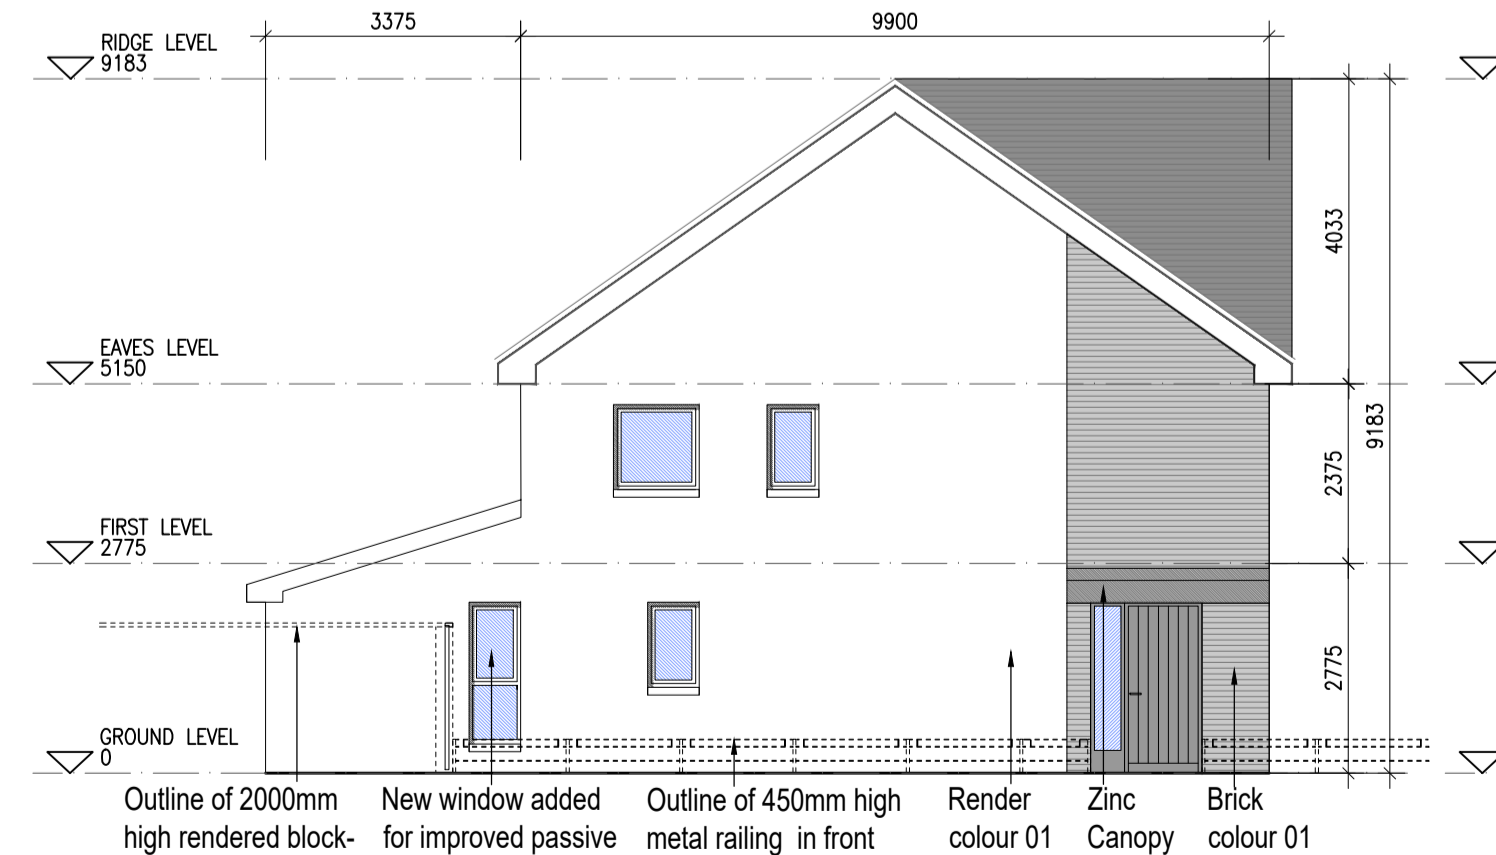 3375
9900
RIDGE LEVEL
9183
4033
EAVES LEVEL
5150
9183
2375
FIRST LEVEL
2775
2775
GROUND LEVEL
0
Outline of 2000mm
high rendered block-
New window added
for improved passive
Outline of 450mm high
metal railing in front
Render
colour 01
Zinc
Canopy
Brick
colour 01